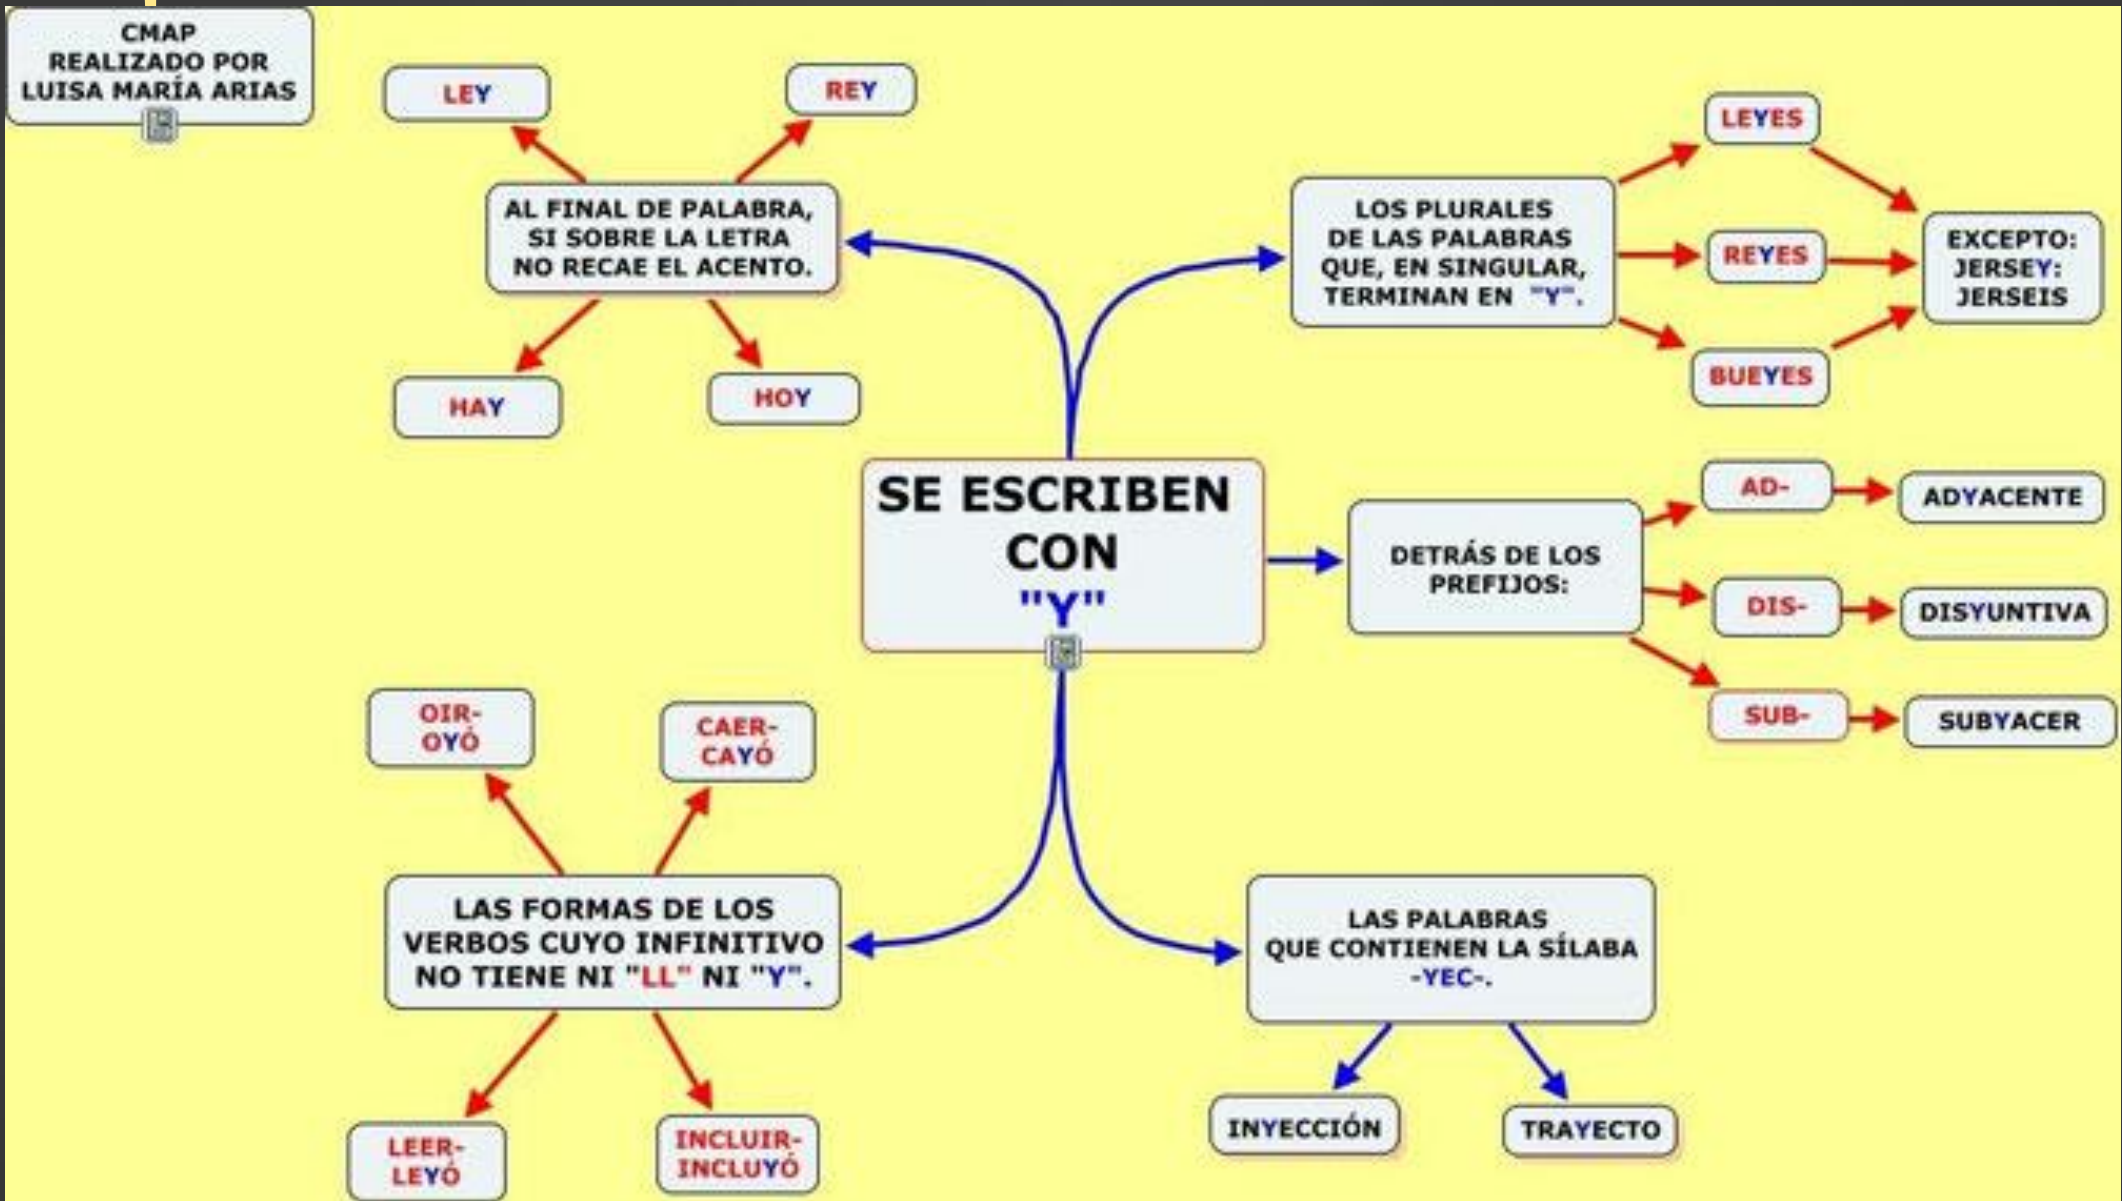 CMAP
REALIZADO POR
LUISA MARÍA ARIAS
LEY
REY
AL FINAL DE PALABRA,
SI SOBRE LA LETRA
NO RECAE EL ACENTO.
HAY
HOY
LOS PLURALES
DE LAS PALABRAS
QUE, EN SINGULAR,
TERMINAN EN "Y".
LEYES
REYES
BUEYES
EXCEPTO:
JERSEY:
JERSEIS
SE ESCRIBEN
CON
"Y"
DETRÁS DE LOS
PREFIJOS:
AD-
ADYACENTE
DIS-
DISYUNTIVA
SUB-
SUBYACER
OIR-
OYÓ
CAER-
CAYÓ
LAS FORMAS DE LOS
VERBOS CUYO INFINITIVO
NO TIENE NI "LL" NI "Y".
LEER-
LEYÓ
INCLUIR-
INCLUYÓ
LAS PALABRAS
QUE CONTIENEN LA SÍLABA
-YEC-.
INYECCIÓN
TRAYECTO